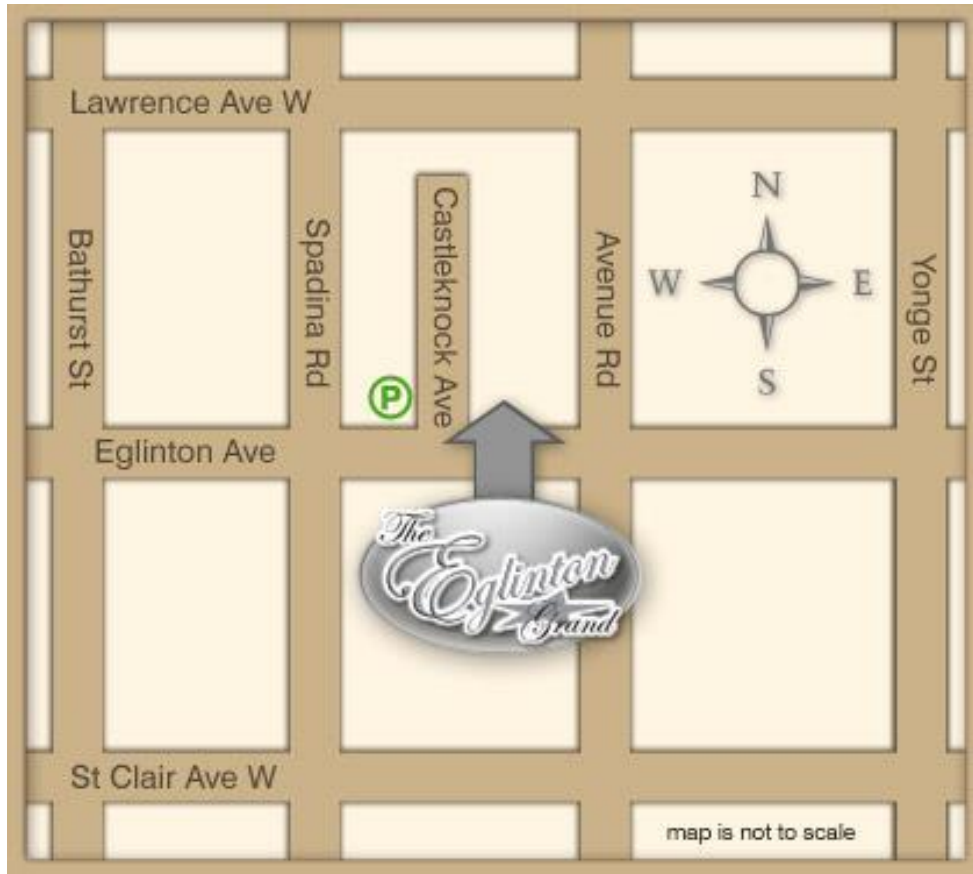 Lawrence Ave W
Bathurst St
Spadina Rd
Castleknock Ave
Avenue Rd
Yonge St
N
W
E
S
P
Eglinton Ave
The
Eglinton
Grand
St Clair Ave W
map is not to scale